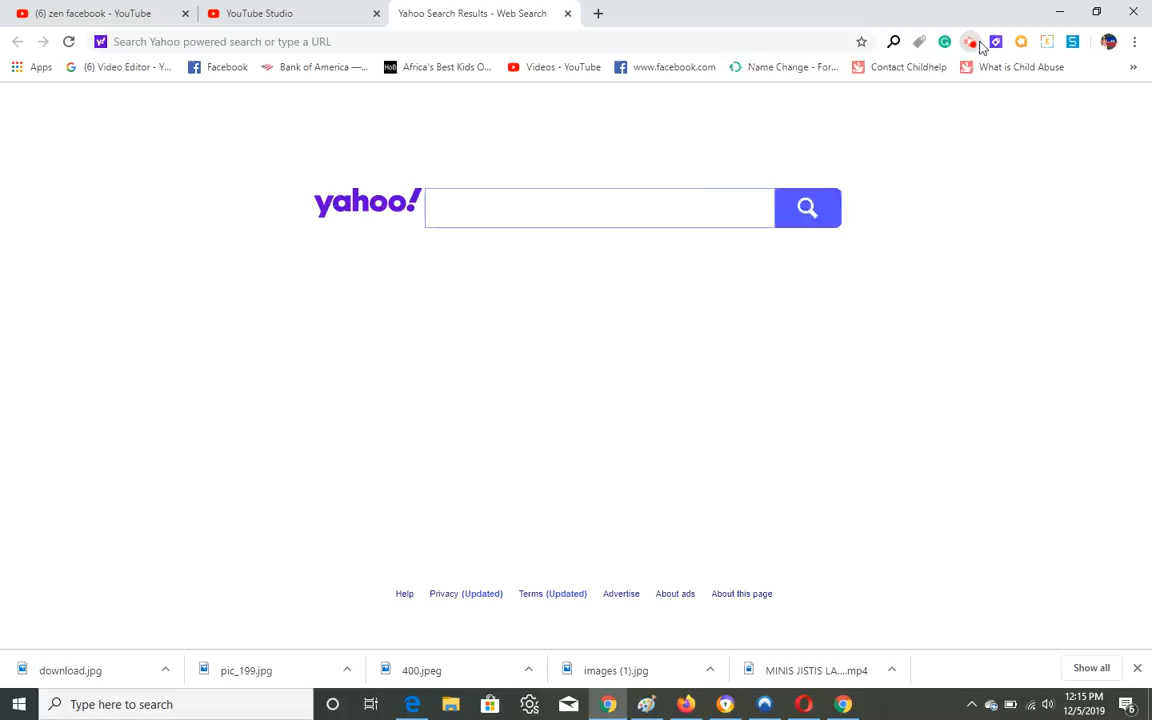 (6) zen facebook - YouTube
YouTube Studio
Yahoo Search Results - Web Search
y!
Search Yahoo powered search or type a URL
Apps
(6) Video Editor - Y...
Facebook
Bank of America —...
HoB
Africa's Best Kids O...
Videos - YouTube
www.facebook.com
Name Change - For...
Contact Childhelp
What is Child Abuse
»
yahoo!
Help
Privacy (Updated)
Terms (Updated)
Advertise
About ads
About this page
download.jpg
pic_199.jpg
400.jpeg
images (1).jpg
MINIS JISTIS LA....mp4
Show all
Type here to search
12:15 PM
12/5/2019
6